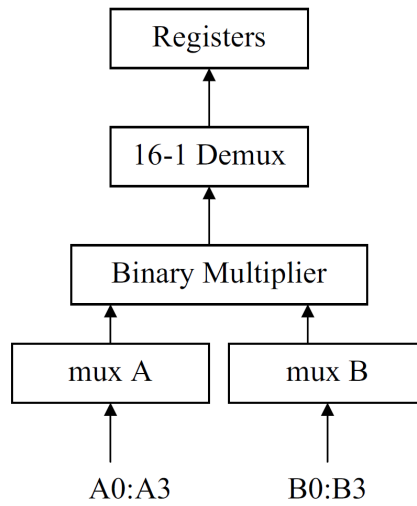 Registers
16-1 Demux
Binary Multiplier
mux A
mux B
A0:A3
B0:B3